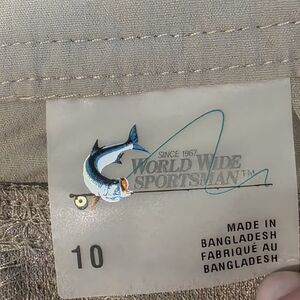 SINCE 1967
WORLD WIDE
SPORTSMAN™
10
MADE IN
BANGLADESH
FABRIQUÉ AU
BANGLADESH